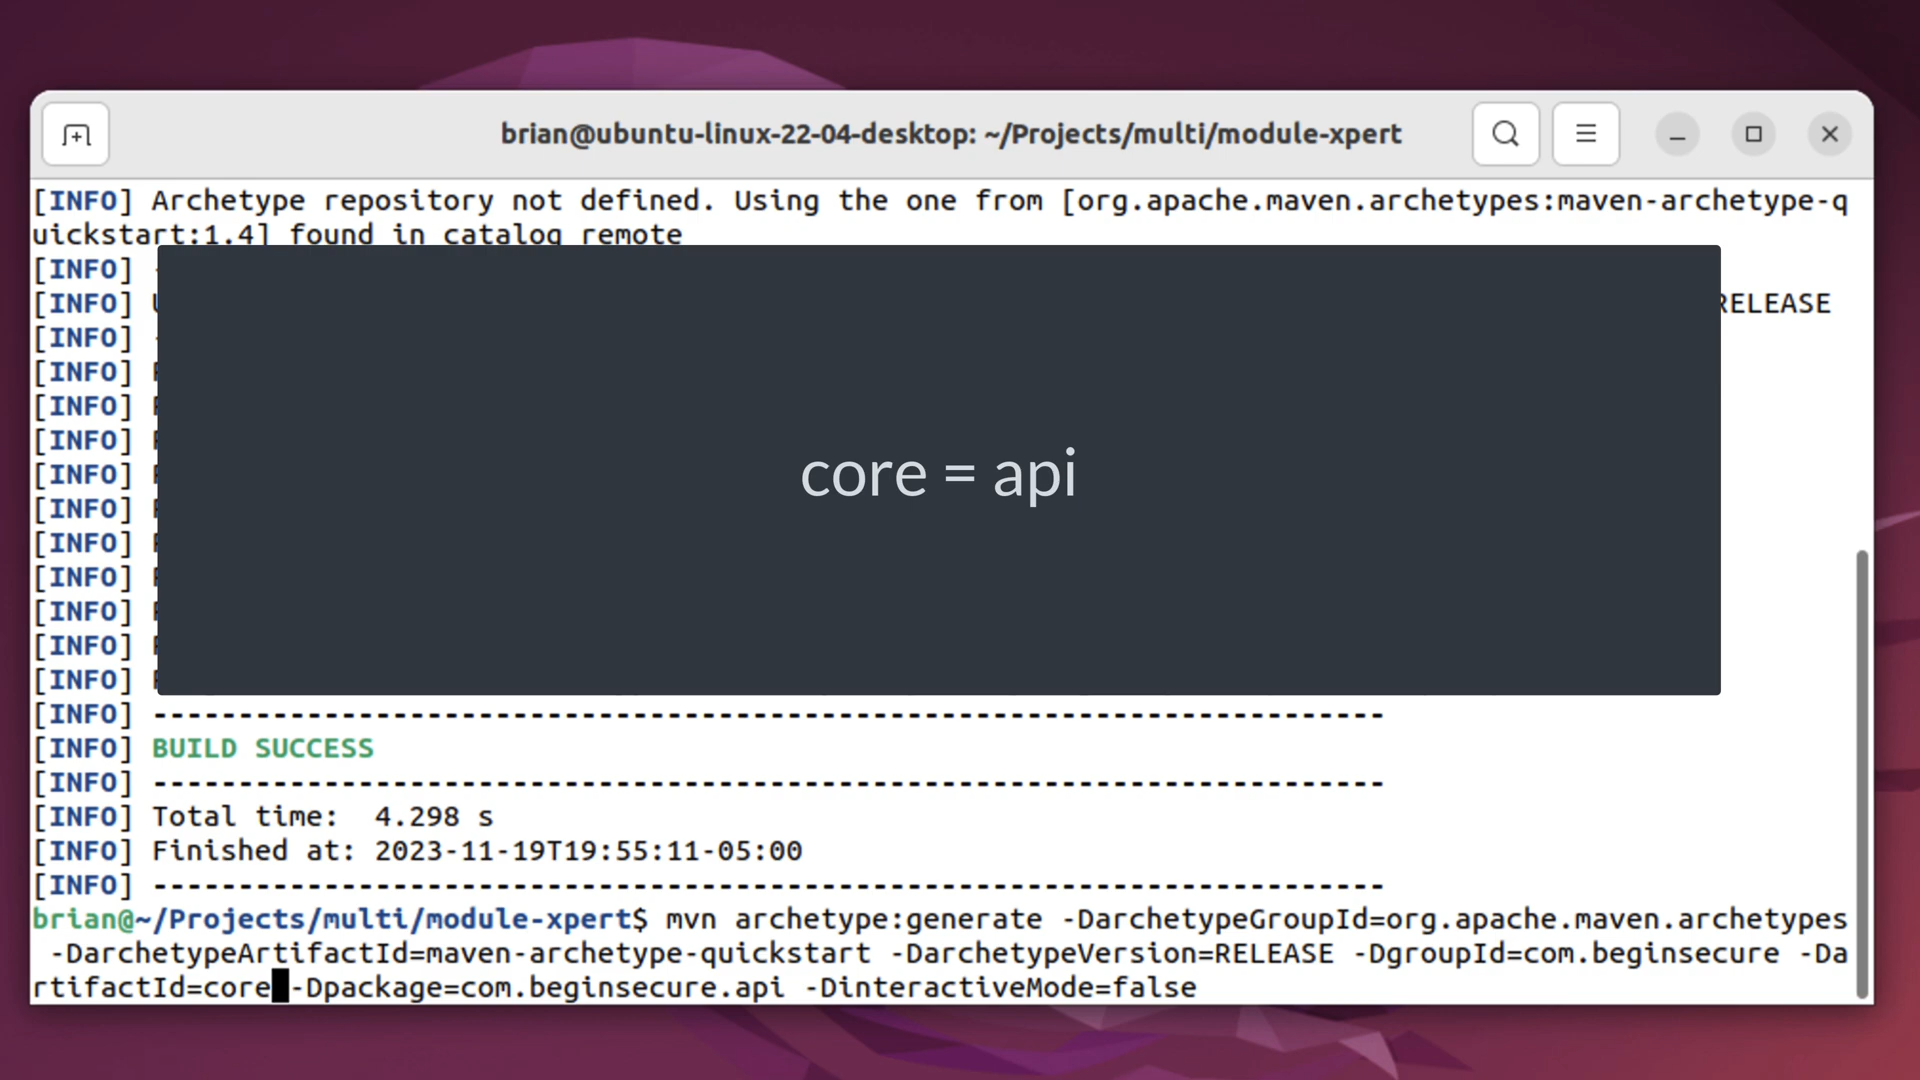 brian@ubuntu-linux-22-04-desktop: ~/Projects/multi/module-xpert
[INFO] Archetype repository not defined. Using the one from [org.apache.maven.archetypes:maven-archetype-q
uickstart:1.4] found in catalog remote
[INFO]
[INFO] RELEASE
[INFO]
[INFO]
[INFO]
[INFO]
core = api
[INFO]
[INFO]
[INFO]
[INFO]
[INFO]
[INFO]
[INFO]
[INFO] ------------------------------------------------------------------------
[INFO] BUILD SUCCESS
[INFO] ------------------------------------------------------------------------
[INFO] Total time:  4.298 s
[INFO] Finished at: 2023-11-19T19:55:11-05:00
[INFO] ------------------------------------------------------------------------
brian@~/Projects/multi/module-xpert$ mvn archetype:generate -DarchetypeGroupId=org.apache.maven.archetypes
-DarchetypeArtifactId=maven-archetype-quickstart -DarchetypeVersion=RELEASE -DgroupId=com.beginsecure -Da
rtifactId=core -Dpackage=com.beginsecure.api -DinteractiveMode=false